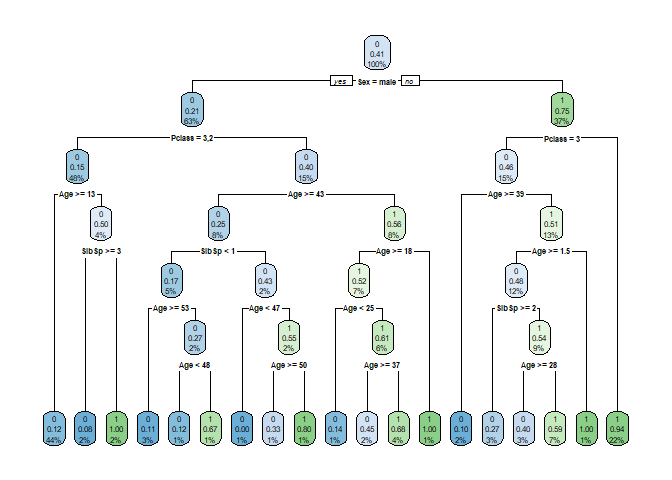 0
0.41
100%
yes Sex = male no
0
0.21
63%
1
0.75
37%
Pclass = 3,2
Pclass = 3
0
0.15
48%
0
0.40
15%
0
0.46
15%
Age >= 13
Age >= 43
Age >= 39
0
0.50
4%
0
0.25
8%
1
0.56
8%
1
0.51
13%
SibSp >= 3
SibSp < 1
Age >= 18
Age >= 1.5
0
0.17
5%
0
0.43
2%
1
0.52
7%
0
0.48
12%
Age >= 53
Age < 47
Age < 25
SibSp >= 2
0
0.27
2%
1
0.55
2%
1
0.61
6%
1
0.54
9%
Age < 48
Age >= 50
Age >= 37
Age >= 28
0 0 1 0 0 1 0 0 1 0 0 1 1 0 0 0 1 1 1
0.12 0.08 1.00 0.11 0.12 0.67 0.00 0.33 0.80 0.14 0.45 0.68 1.00 0.10 0.27 0.40 0.59 1.00 0.94
44% 2% 2% 3% 1% 1% 1% 1% 1% 1% 2% 4% 1% 2% 3% 3% 7% 1% 22%